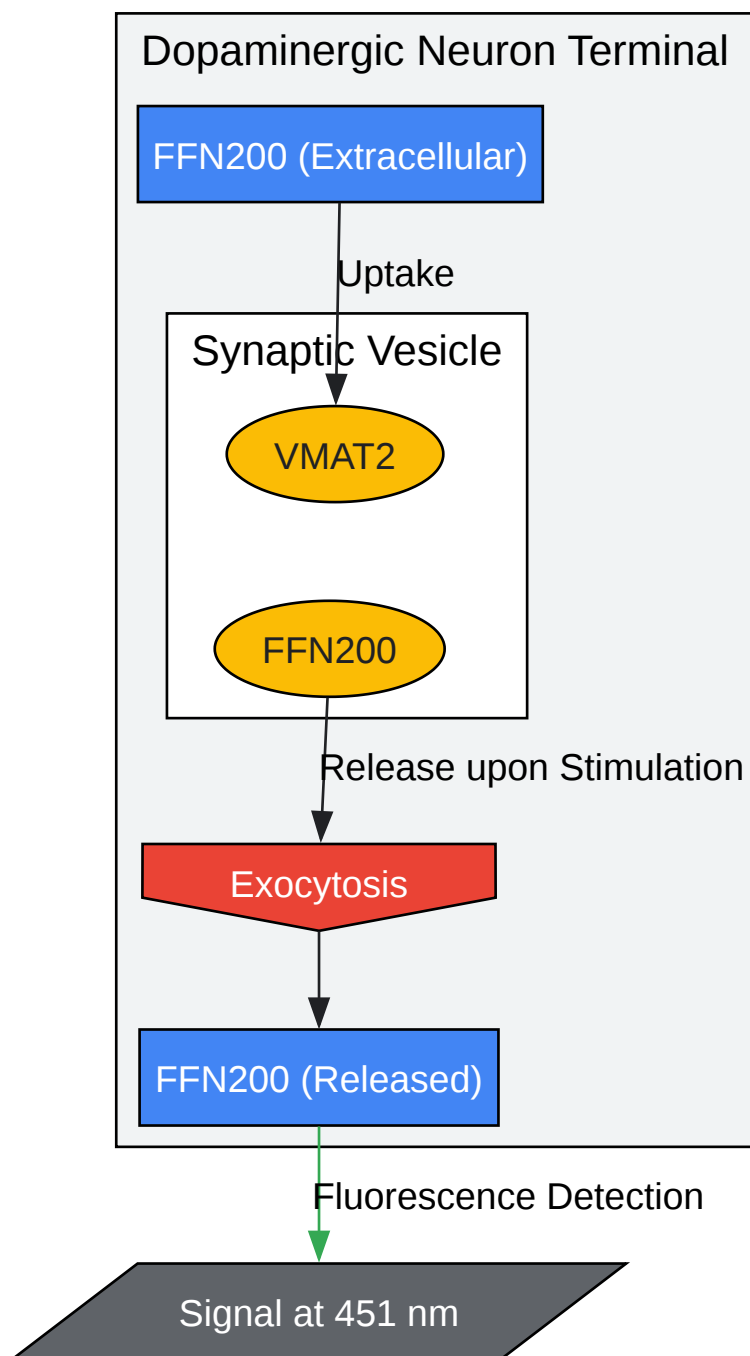 Dopaminergic Neuron Terminal
FFN200 (Extracellular)
Uptake
Synaptic Vesicle
VMAT2
FFN200
Release upon Stimulation
Exocytosis
FFN200 (Released)
Fluorescence Detection
Signal at 451 nm